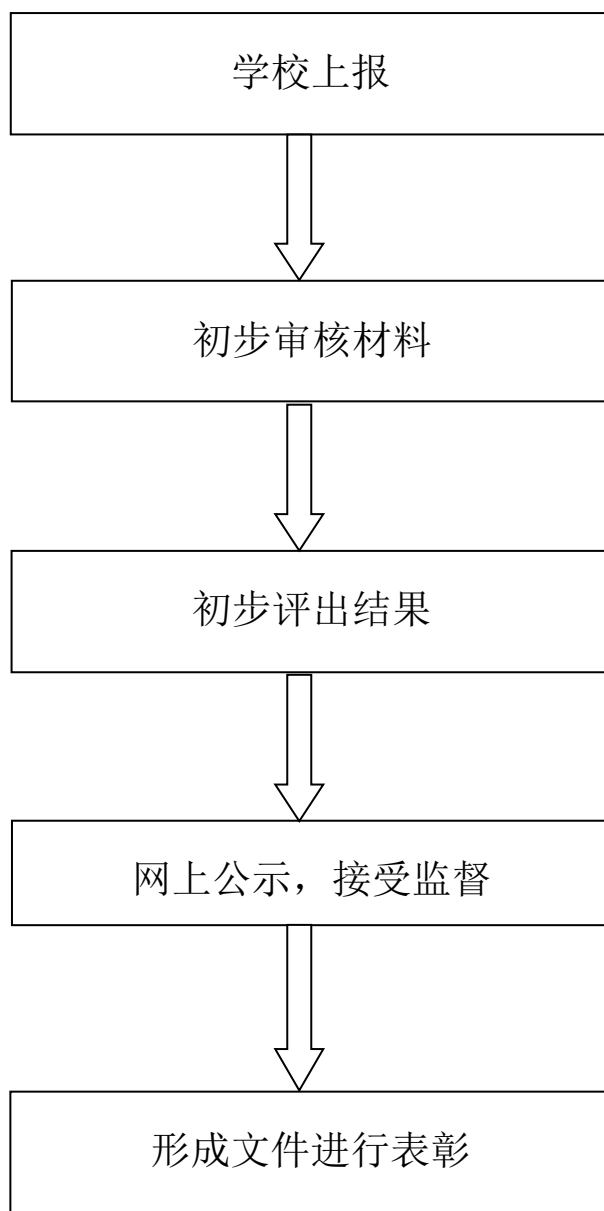 学校上报
初步审核材料
初步评出结果
网上公示，接受监督
形成文件进行表彰